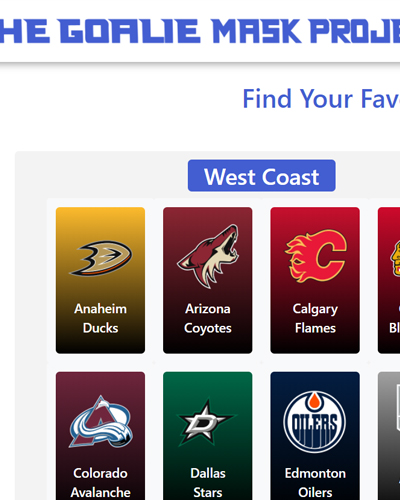 HE GOALIE MASK PROJE
Find Your Fav
West Coast
Anaheim
Ducks
Arizona
Coyotes
Calgary
Flames
Bl
D
OILERS
Colorado
Avalanche
Dallas
Stars
Edmonton
Oilers